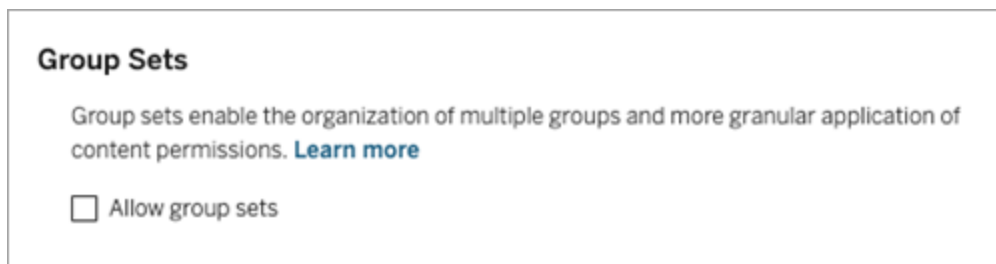 Group Sets
Group sets enable the organization of multiple groups and more granular application of
content permissions. Learn more
Allow group sets